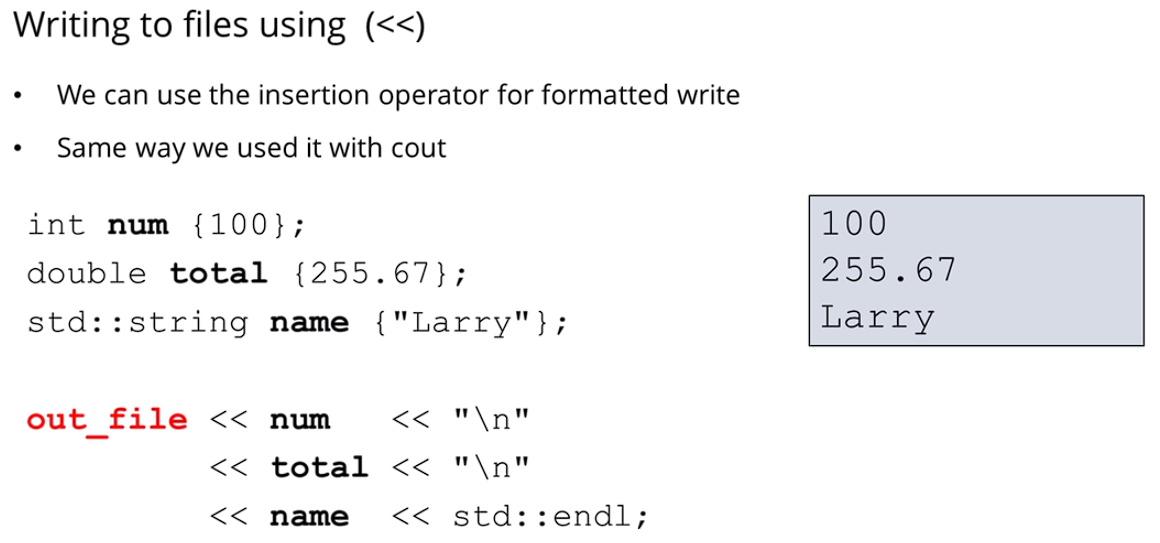 Writing to files using (<<)
• We can use the insertion operator for formatted write
• Same way we used it with cout
int num {100};
double total {255.67};
std::string name {"Larry"};
100
255.67
Larry
out_file << num << "\n"
<< total << "\n"
<< name << std::endl;